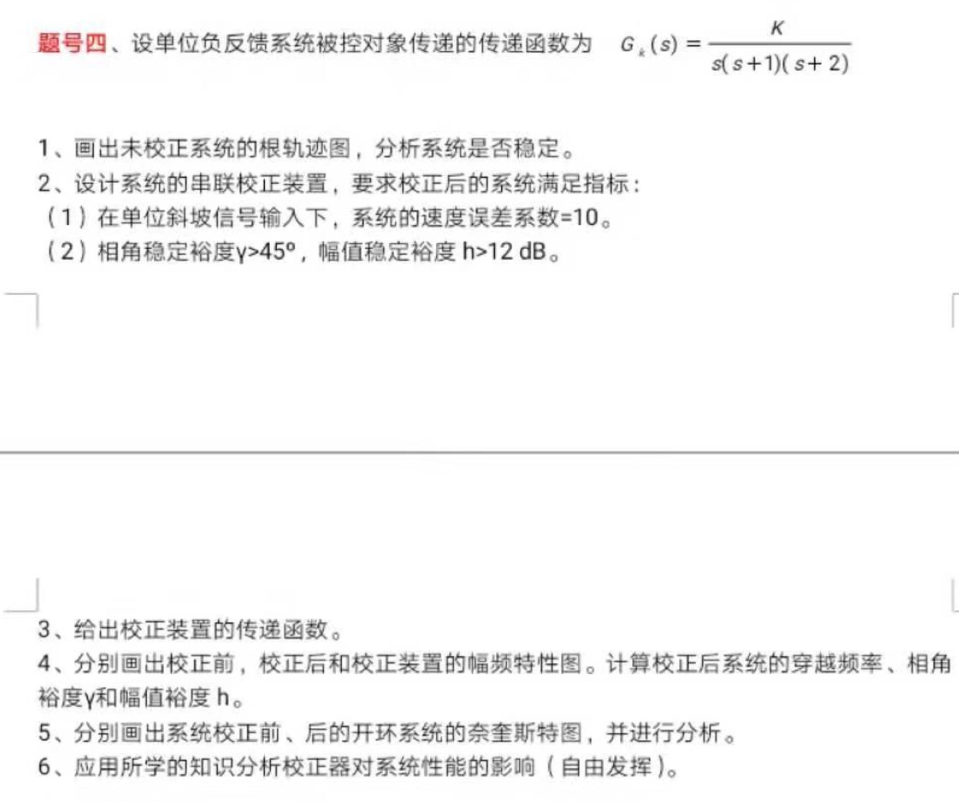 题号四、设单位负反馈系统被控对象传递的传递函数为 G_k(s) = K / s(s+1)(s+2)
1、画出未校正系统的根轨迹图，分析系统是否稳定。
2、设计系统的串联校正装置，要求校正后的系统满足指标：
（1）在单位斜坡信号输入下，系统的速度误差系数=10。
（2）相角稳定裕度γ>45º，幅值稳定裕度 h>12 dB。
3、给出校正装置的传递函数。
4、分别画出校正前，校正后和校正装置的幅频特性图。计算校正后系统的穿越频率、相角
裕度γ和幅值裕度 h。
5、分别画出系统校正前、后的开环系统的奈奎斯特图，并进行分析。
6、应用所学的知识分析校正器对系统性能的影响（自由发挥）。